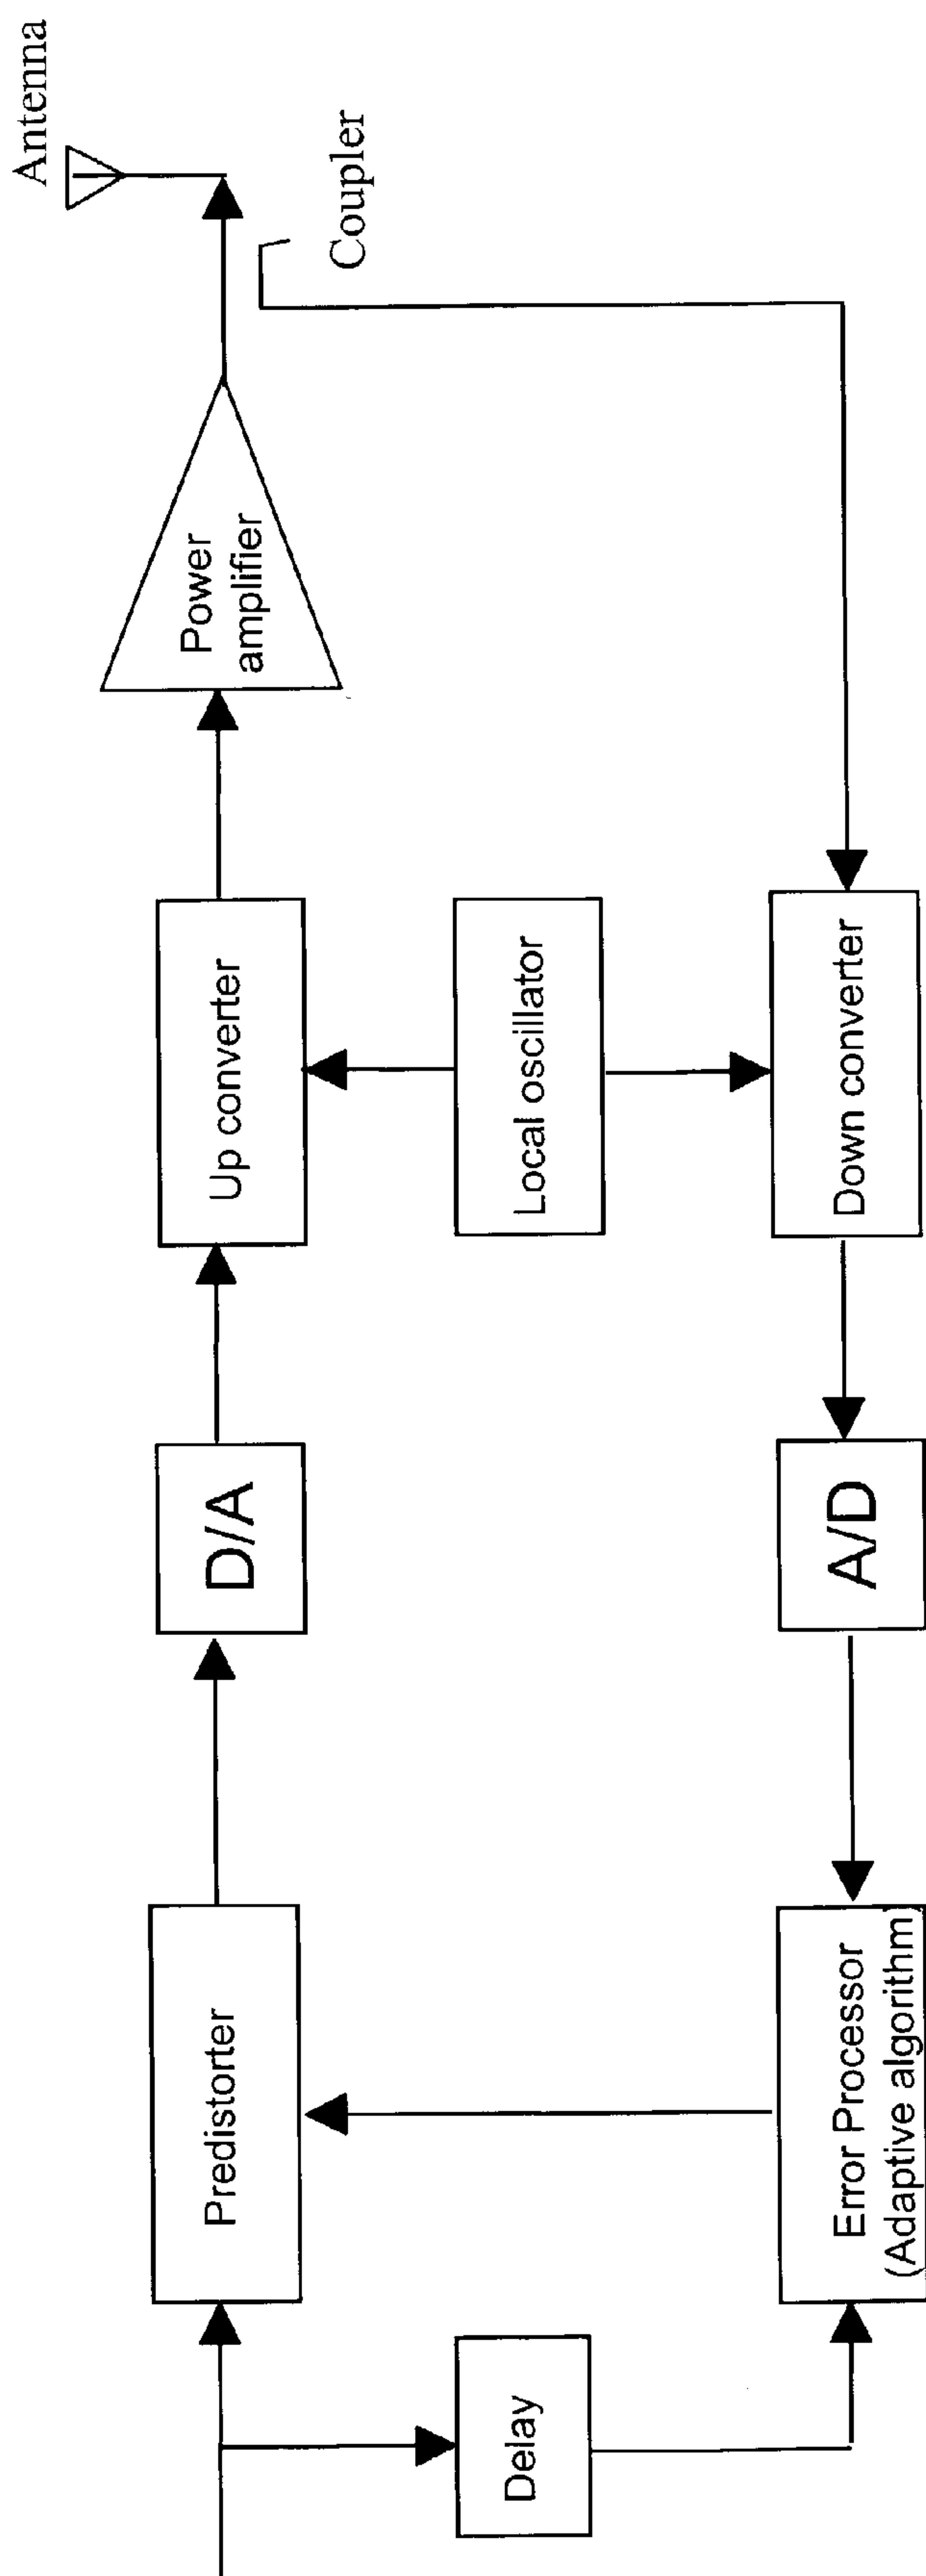 Antenna
Coupler
Power
amplifier
Up converter
Local oscillator
Down converter
D/A
A/D
Predistorter
Error Processor
(Adaptive algorithm)
Delay